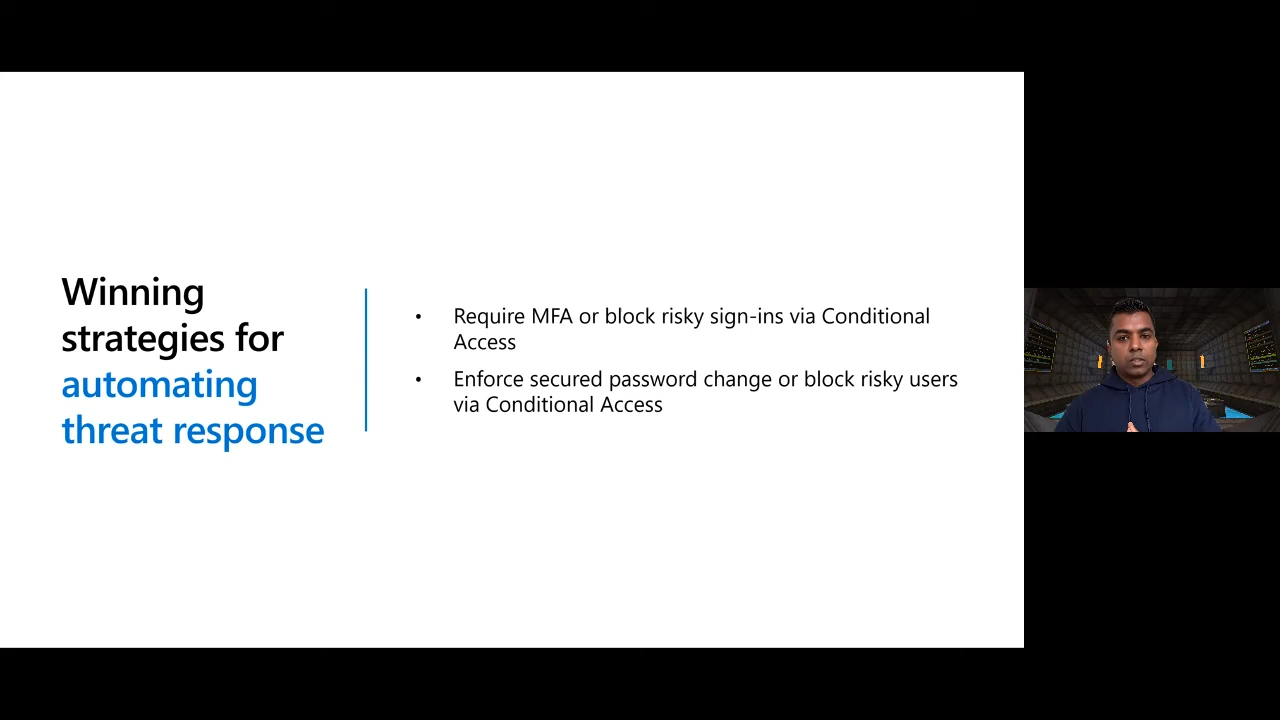 Winning
strategies for
automating
threat response
• Require MFA or block risky sign-ins via Conditional
Access
• Enforce secured password change or block risky users
via Conditional Access